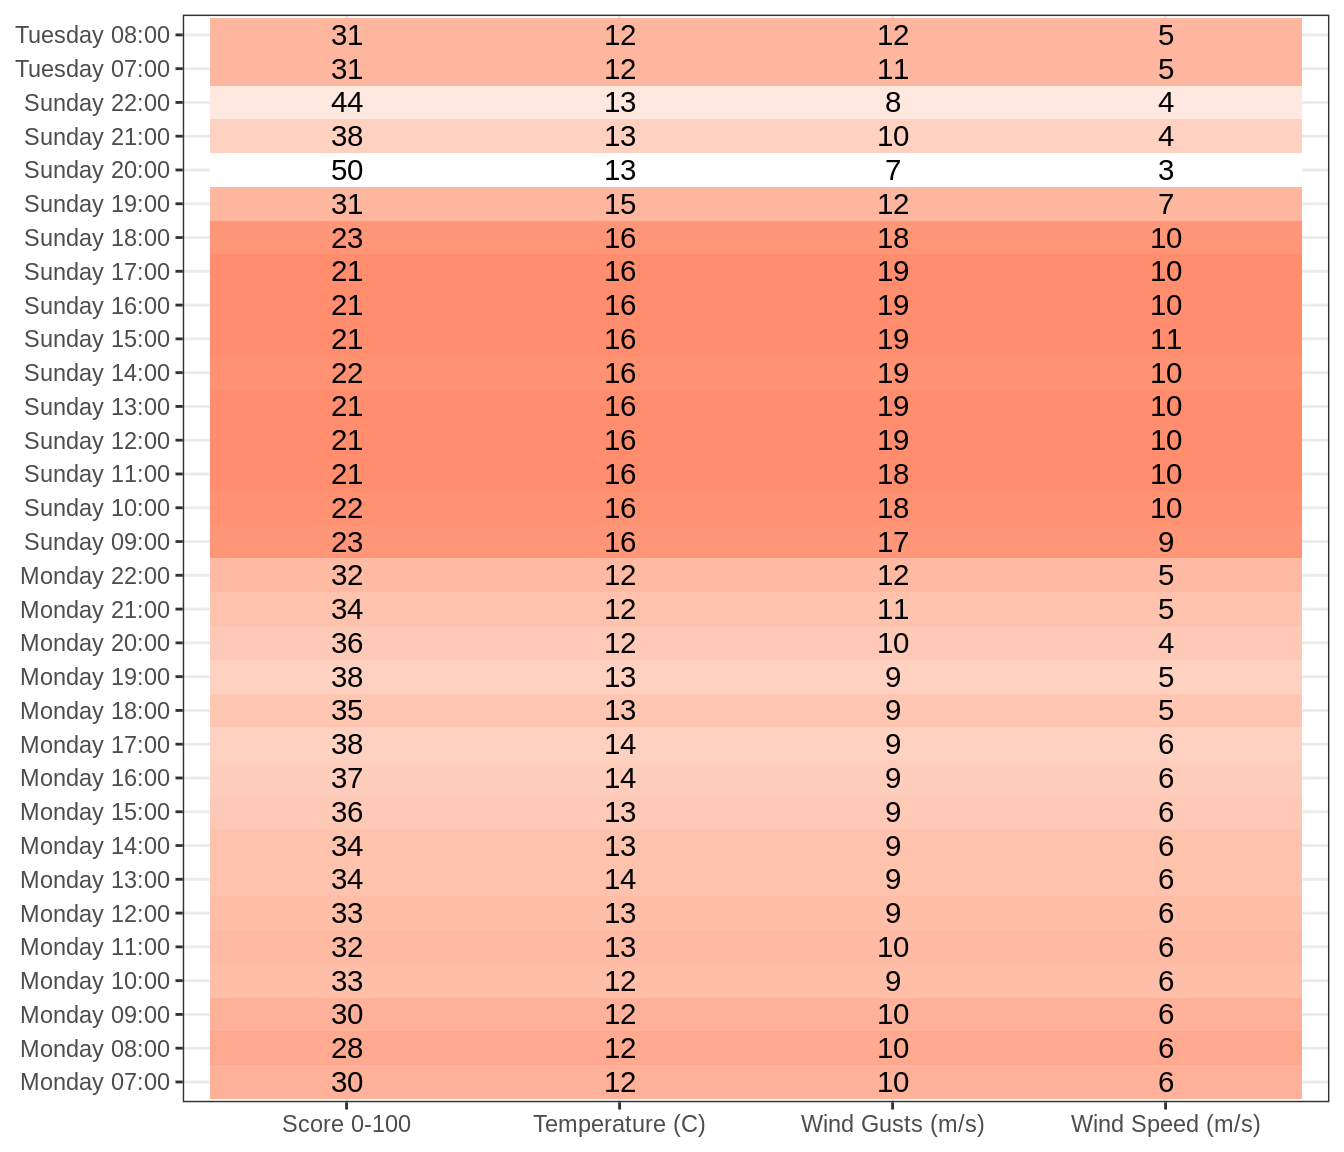 Tuesday 08:00 31 12 12 5
Tuesday 07:00 31 12 11 5
Sunday 22:00 44 13 8 4
Sunday 21:00 38 13 10 4
Sunday 20:00 50 13 7 3
Sunday 19:00 31 15 12 7
Sunday 18:00 23 16 18 10
Sunday 17:00 21 16 19 10
Sunday 16:00 21 16 19 10
Sunday 15:00 21 16 19 11
Sunday 14:00 22 16 19 10
Sunday 13:00 21 16 19 10
Sunday 12:00 21 16 19 10
Sunday 11:00 21 16 18 10
Sunday 10:00 22 16 18 10
Sunday 09:00 23 16 17 9
Monday 22:00 32 12 12 5
Monday 21:00 34 12 11 5
Monday 20:00 36 12 10 4
Monday 19:00 38 13 9 5
Monday 18:00 35 13 9 5
Monday 17:00 38 14 9 6
Monday 16:00 37 14 9 6
Monday 15:00 36 13 9 6
Monday 14:00 34 13 9 6
Monday 13:00 34 14 9 6
Monday 12:00 33 13 9 6
Monday 11:00 32 13 10 6
Monday 10:00 33 12 9 6
Monday 09:00 30 12 10 6
Monday 08:00 28 12 10 6
Monday 07:00 30 12 10 6
Score 0-100 Temperature (C) Wind Gusts (m/s) Wind Speed (m/s)